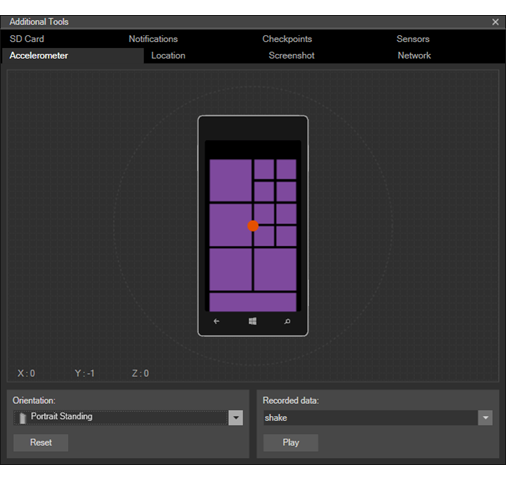 Additional Tools
SD Card Notifications Checkpoints Sensors
Accelerometer Location Screenshot Network
X : 0 Y : -1 Z : 0
Orientation: Recorded data:
Portrait Standing shake
Reset Play